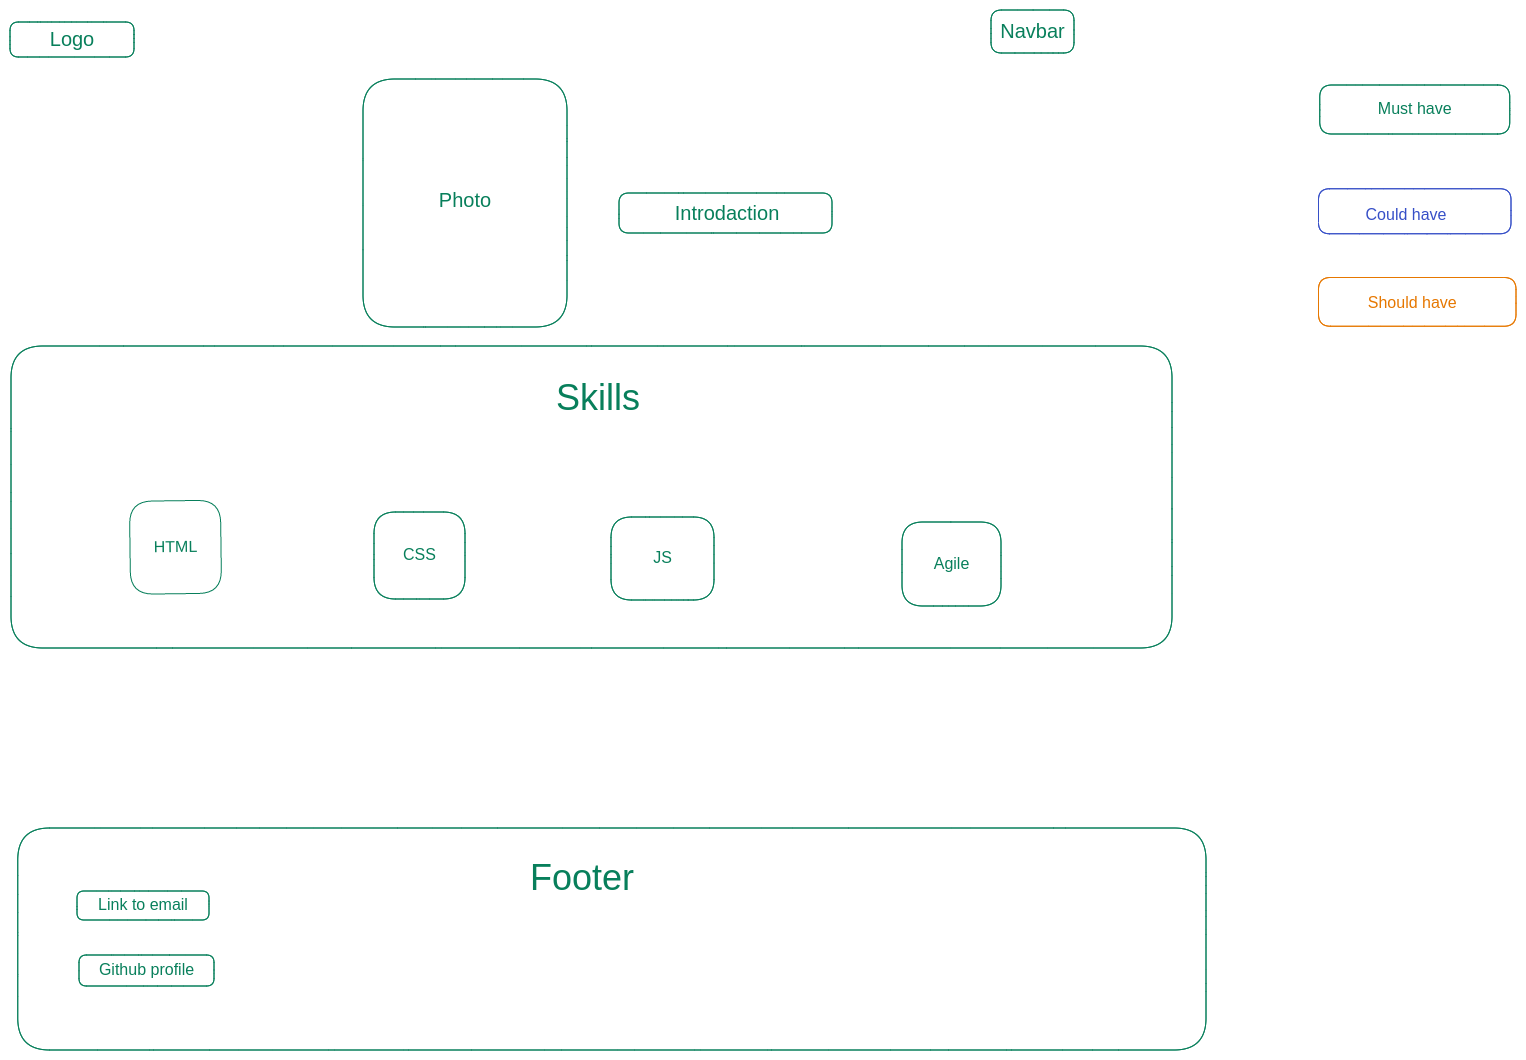 Logo
Navbar
Photo
Introdaction
Must have
Could have
Should have
Skills
HTML
CSS
JS
Agile
Footer
Link to email
Github profile